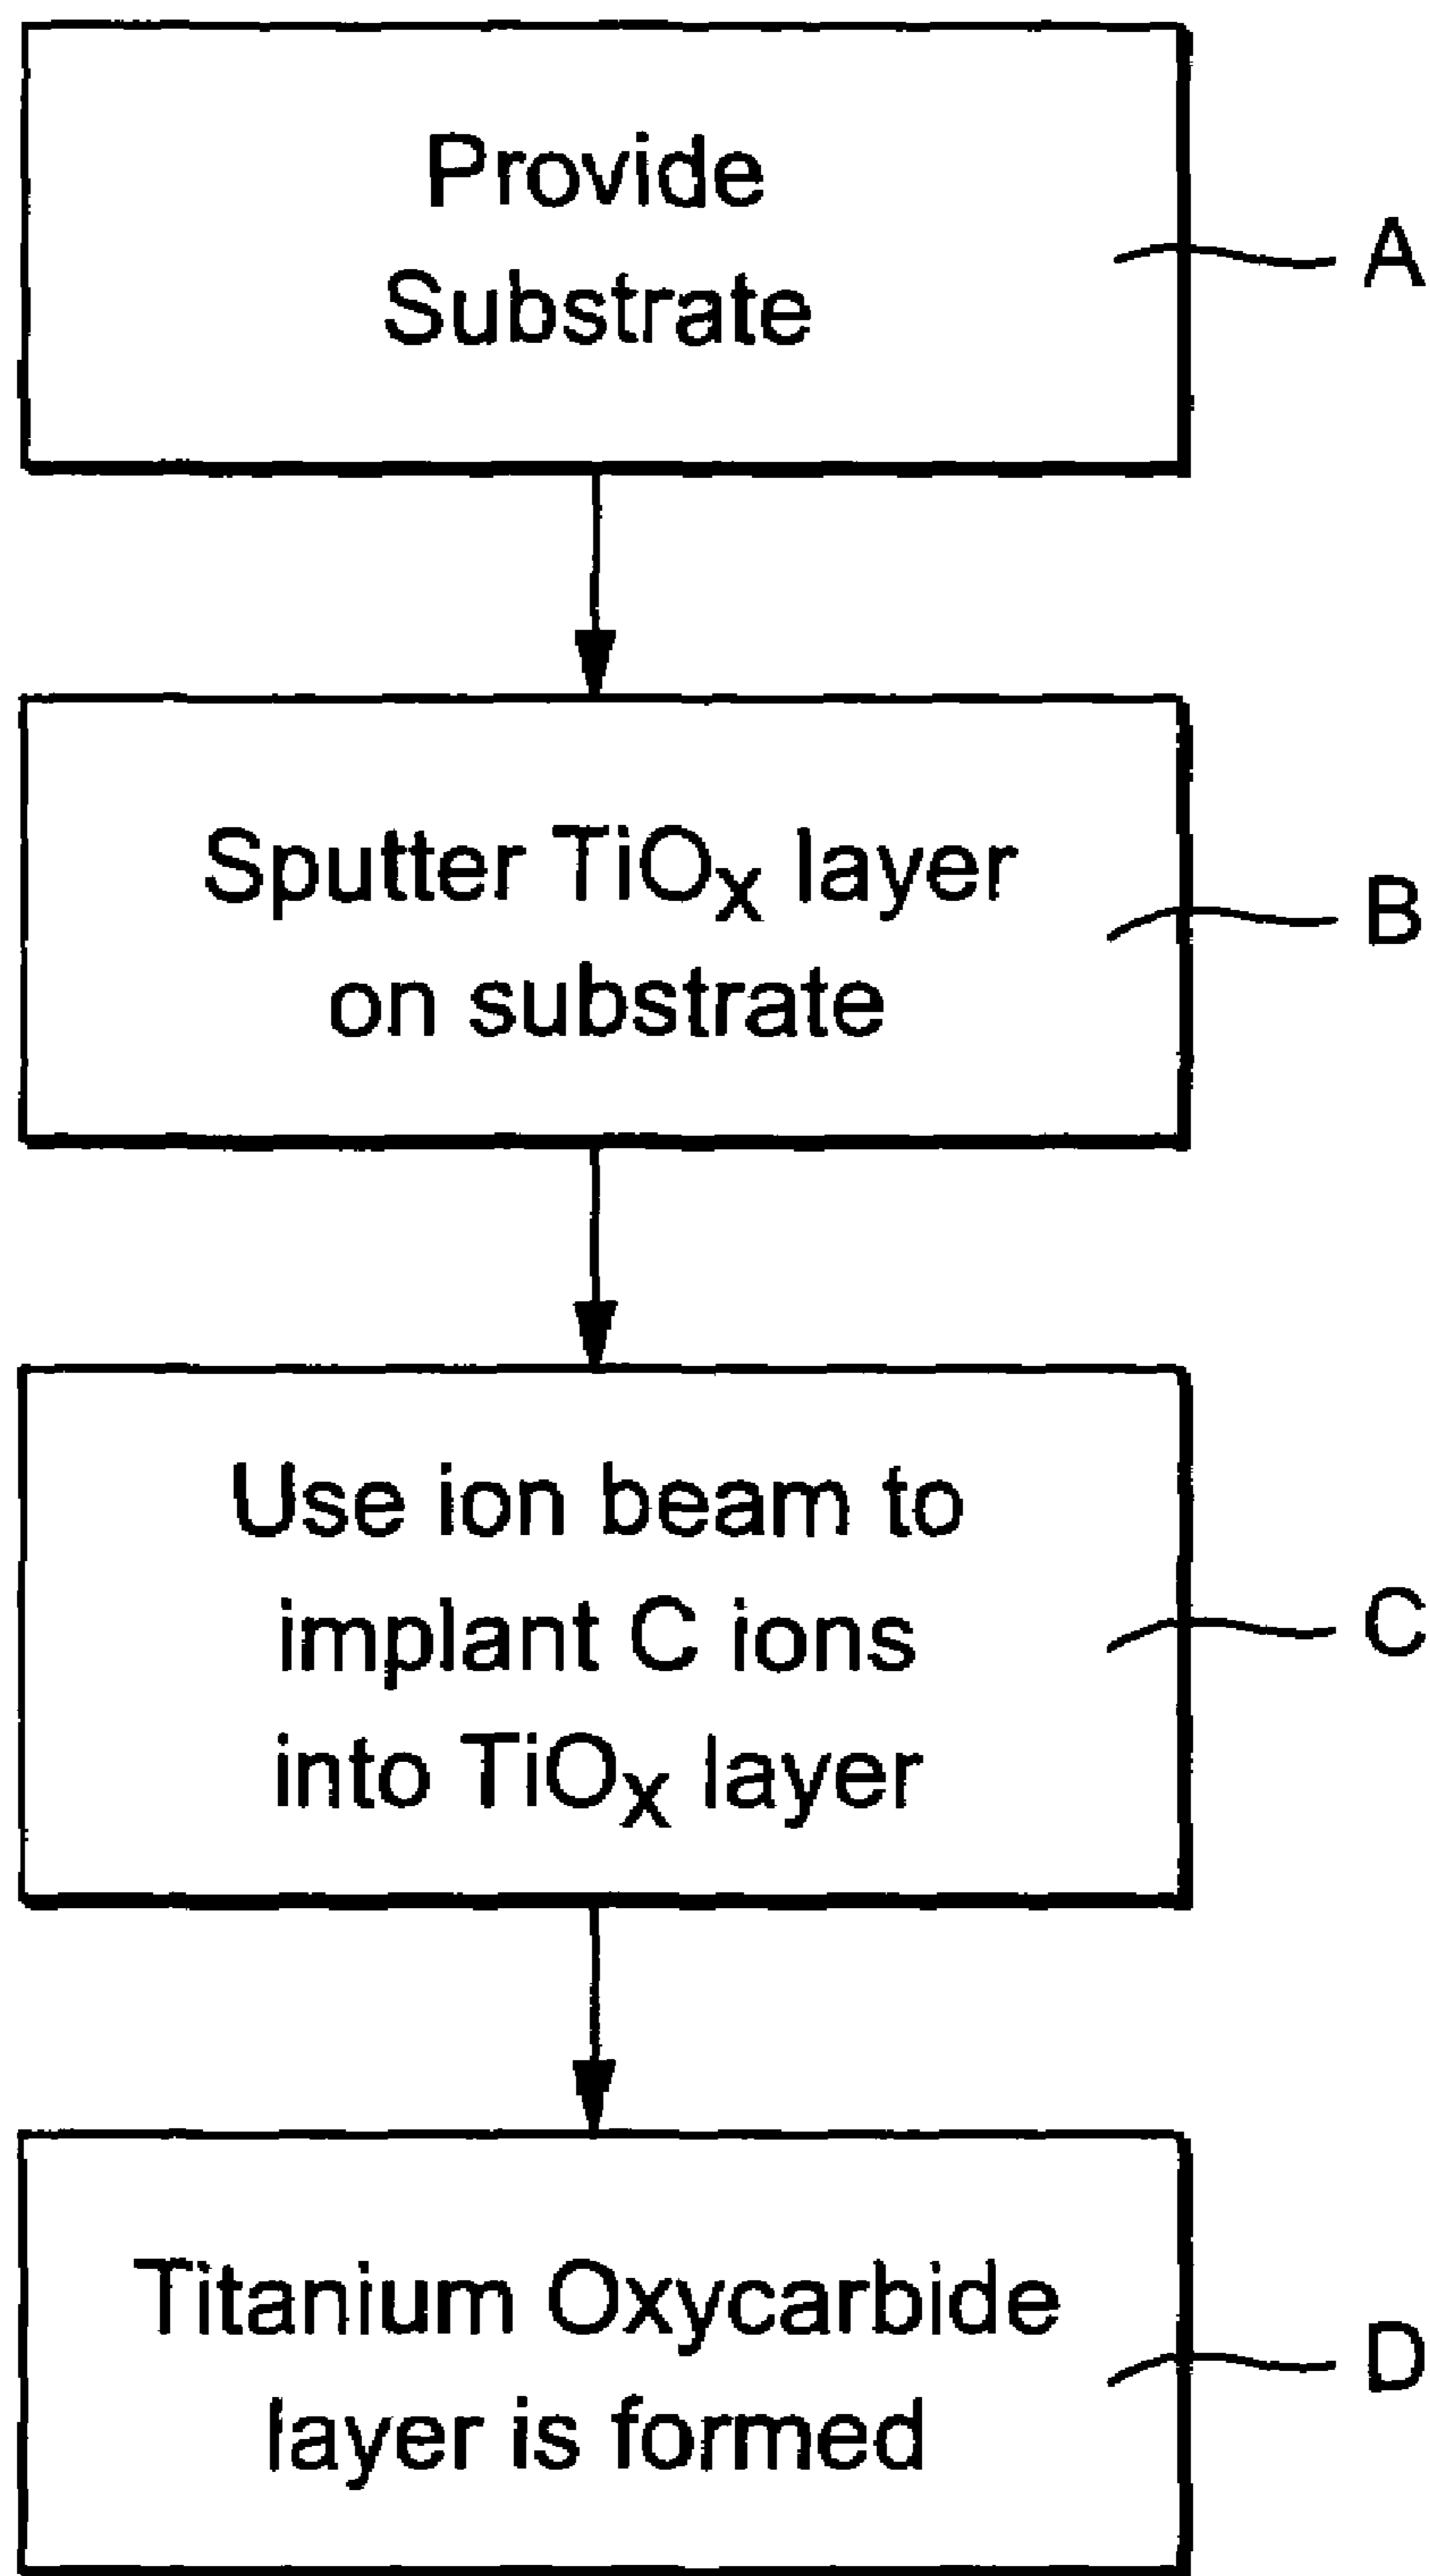 Provide
Substrate
A
Sputter TiOx layer
on substrate
B
Use ion beam to
implant C ions
into TiOx layer
C
Titanium Oxycarbide
layer is formed
D